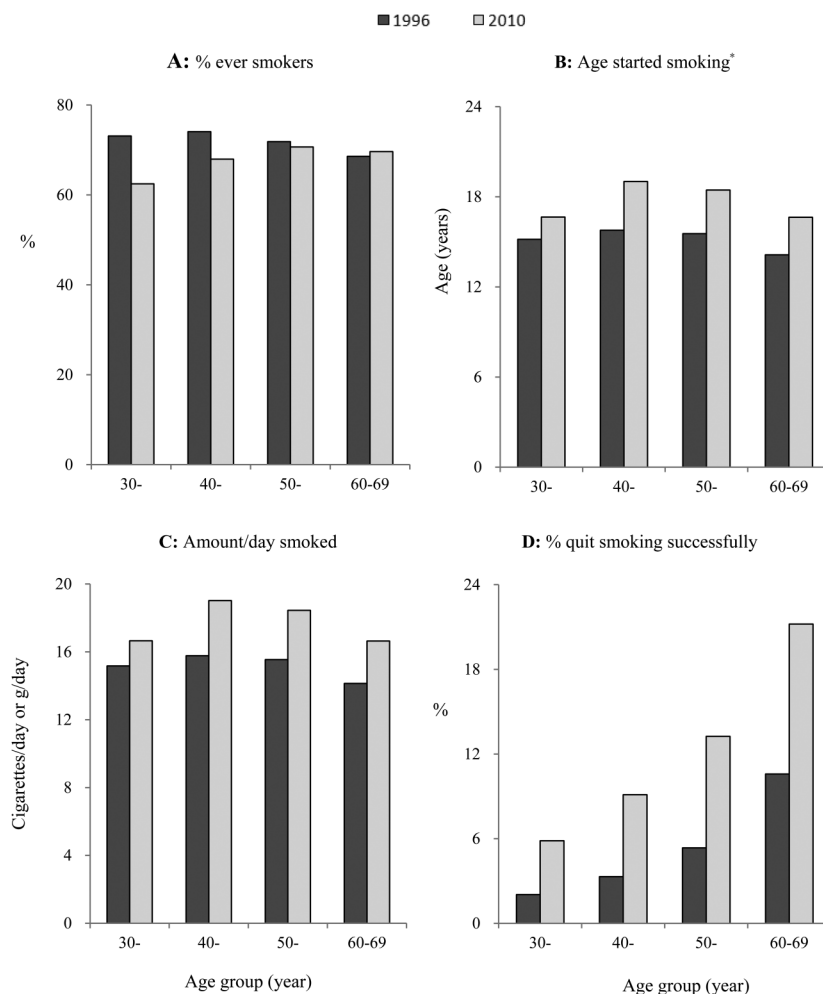 1996 2010
A: % ever smokers
80
60
%
40
20
0
30- 40- 50- 60-69
B: Age started smoking*
24
18
Age (years)
12
6
0
30- 40- 50- 60-69
C: Amount/day smoked
20
16
Cigarettes/day or g/day
12
8
4
0
30- 40- 50- 60-69
Age group (year)
D: % quit smoking successfully
24
18
%
12
6
0
30- 40- 50- 60-69
Age group (year)